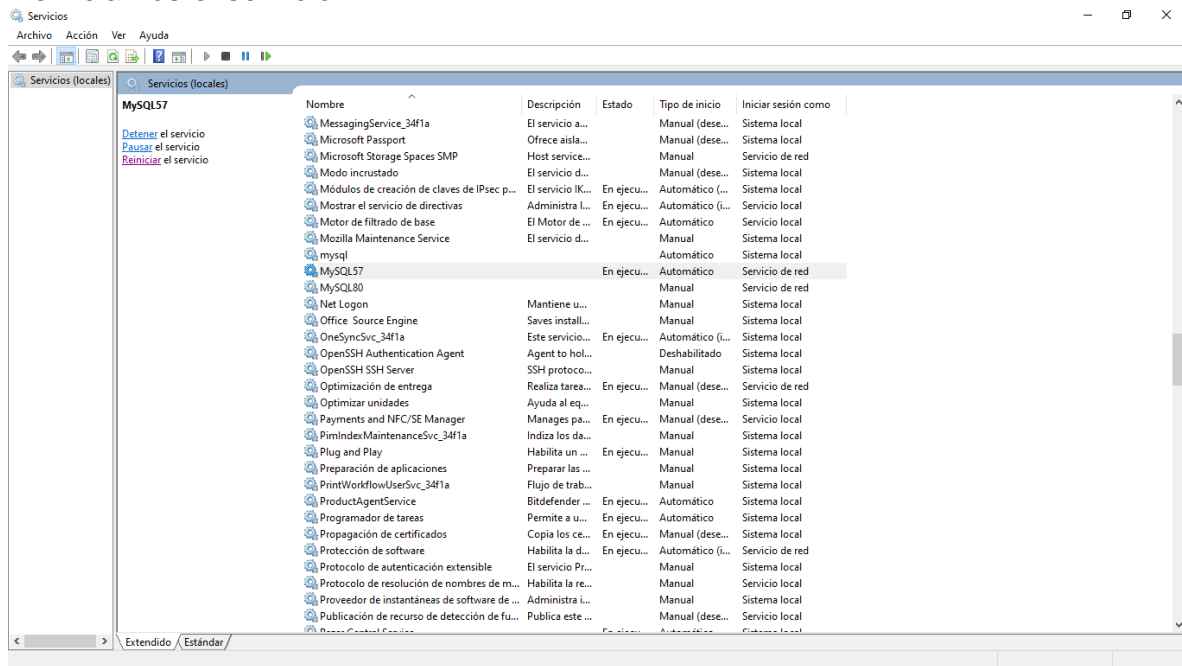 Servicios
Archivo Acción Ver Ayuda
Servicios (locales)
Servicios (locales)
MySQL57
Detener el servicio
Pausar el servicio
Reiniciar el servicio
Nombre Descripción Estado Tipo de inicio Iniciar sesión como
MessagingService_34f1a El servicio a... Manual (dese... Sistema local
Microsoft Passport Ofrece aisla... Manual (dese... Sistema local
Microsoft Storage Spaces SMP Host service... Manual Servicio de red
Modo incrustado El servicio d... Manual (dese... Sistema local
Módulos de creación de claves de IPsec p... El servicio IK... En ejecu... Automático (... Sistema local
Mostrar el servicio de directivas Administra l... En ejecu... Automático (i... Servicio local
Motor de filtrado de base El Motor de ... En ejecu... Automático Servicio local
Mozilla Maintenance Service El servicio d... Manual Sistema local
mysql Automático Sistema local
MySQL57 En ejecu... Automático Servicio de red
MySQL80 Manual Servicio de red
Net Logon Mantiene u... Manual Sistema local
Office  Source Engine Saves install... Manual Sistema local
OneSyncSvc_34f1a Este servicio... En ejecu... Automático (i... Sistema local
OpenSSH Authentication Agent Agent to hol... Deshabilitado Sistema local
OpenSSH SSH Server SSH protoco... Manual Sistema local
Optimización de entrega Realiza tarea... En ejecu... Manual (dese... Servicio de red
Optimizar unidades Ayuda al eq... Manual Sistema local
Payments and NFC/SE Manager Manages pa... En ejecu... Manual (dese... Servicio local
PimIndexMaintenanceSvc_34f1a Indiza los da... Manual Sistema local
Plug and Play Habilita un ... En ejecu... Manual Sistema local
Preparación de aplicaciones Preparar las ... Manual Sistema local
PrintWorkflowUserSvc_34f1a Flujo de trab... Manual Sistema local
ProductAgentService Bitdefender ... En ejecu... Automático Sistema local
Programador de tareas Permite a u... En ejecu... Automático Sistema local
Propagación de certificados Copia los ce... En ejecu... Manual (dese... Sistema local
Protección de software Habilita la d... En ejecu... Automático (i... Servicio de red
Protocolo de autenticación extensible El servicio Pr... Manual Sistema local
Protocolo de resolución de nombres de m... Habilita la re... Manual Servicio local
Proveedor de instantáneas de software de ... Administra i... Manual Sistema local
Publicación de recurso de detección de fu... Publica este ... Manual (dese... Servicio local
Extendido Estándar